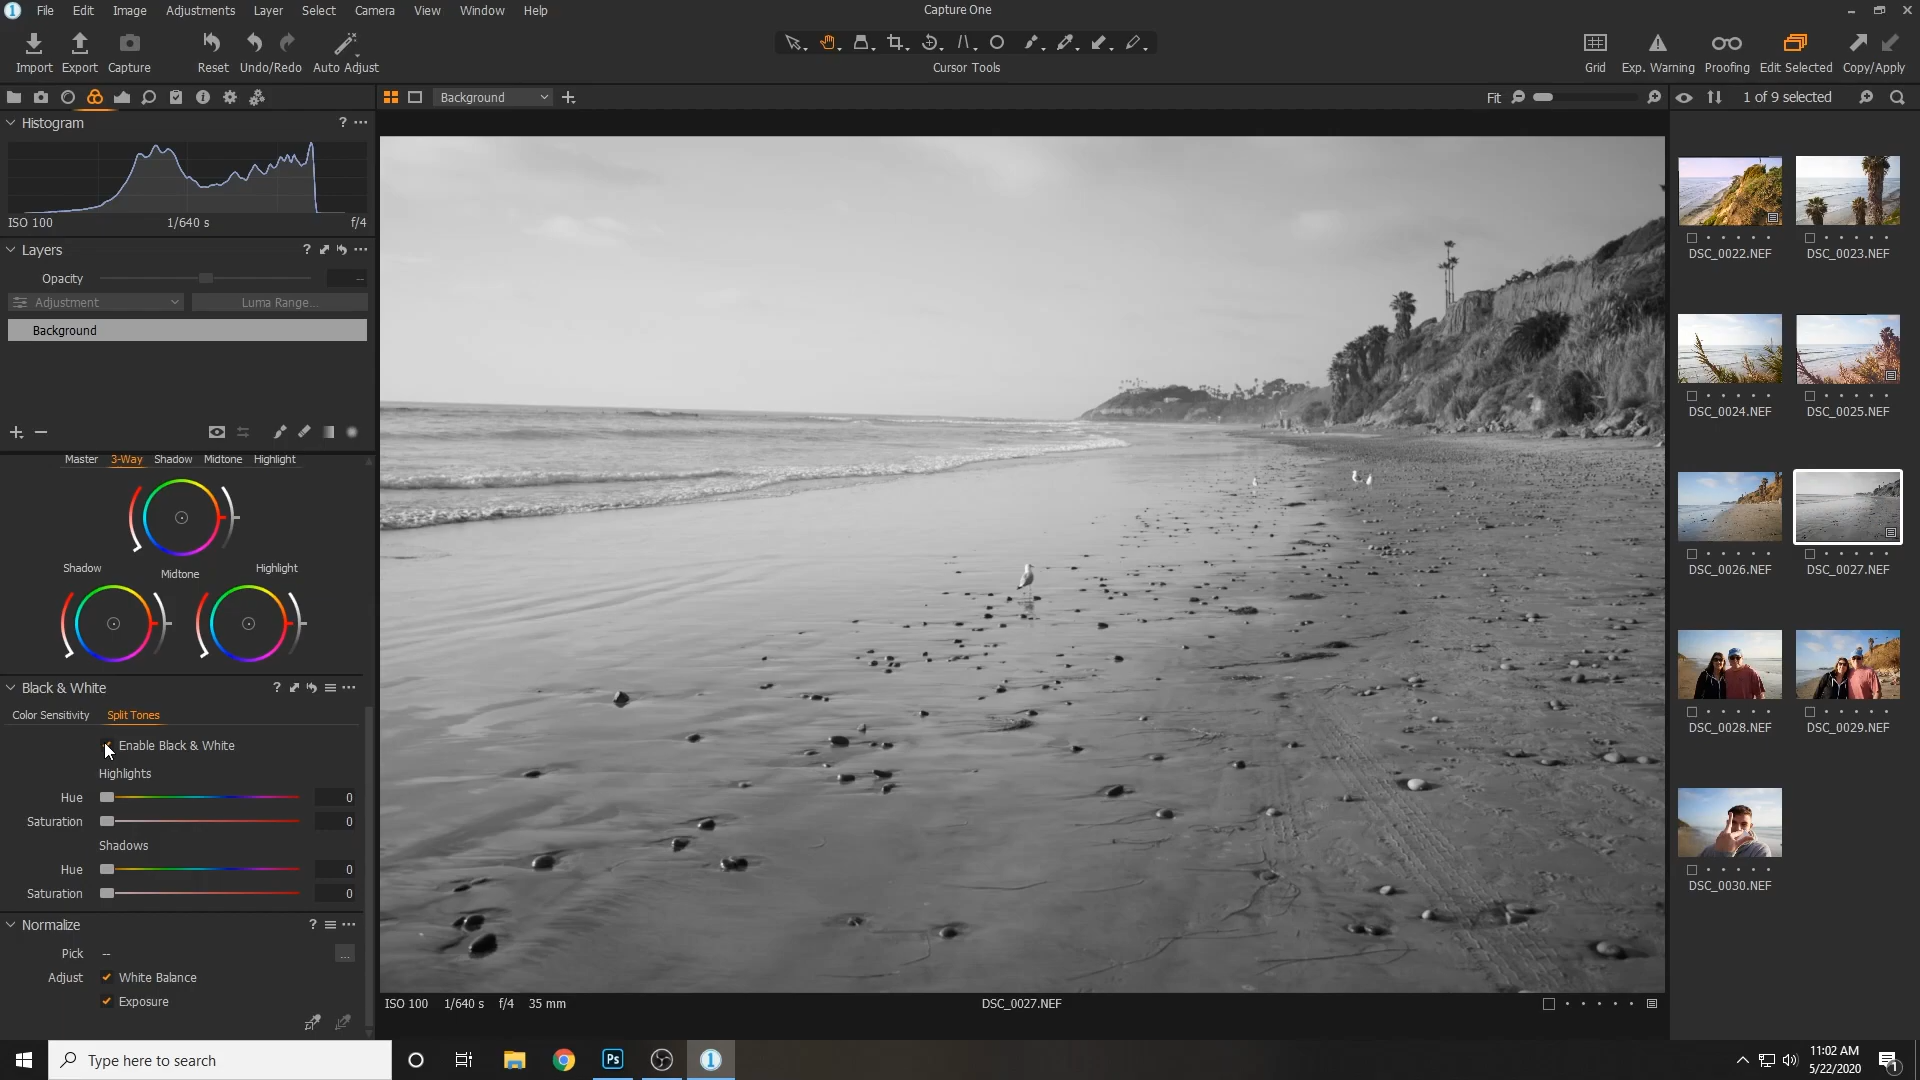 File Edit Image Adjustments Layer Select Camera View Window Help
Capture One
Import Export Capture Reset Undo/Redo Auto Adjust
Cursor Tools
Grid Exp. Warning Proofing Edit Selected Copy/Apply
Background
Fit
1 of 9 selected
Histogram ? ...
ISO 100 1/640 s f/4
Layers ? ...
Opacity --
Adjustment Luma Range...
Background
Master 3-Way Shadow Midtone Highlight
Shadow Midtone Highlight
Black & White ? ...
Color Sensitivity Split Tones
Enable Black & White
Highlights
Hue 0
Saturation 0
Shadows
Hue 0
Saturation 0
Normalize ? ...
Pick -- ...
Adjust White Balance
Exposure
ISO 100 1/640 s f/4 35 mm
DSC_0027.NEF
DSC_0022.NEF DSC_0023.NEF
DSC_0024.NEF DSC_0025.NEF
DSC_0026.NEF DSC_0027.NEF
DSC_0028.NEF DSC_0029.NEF
DSC_0030.NEF
Type here to search
Ps
1
11:02 AM
5/22/2020
1